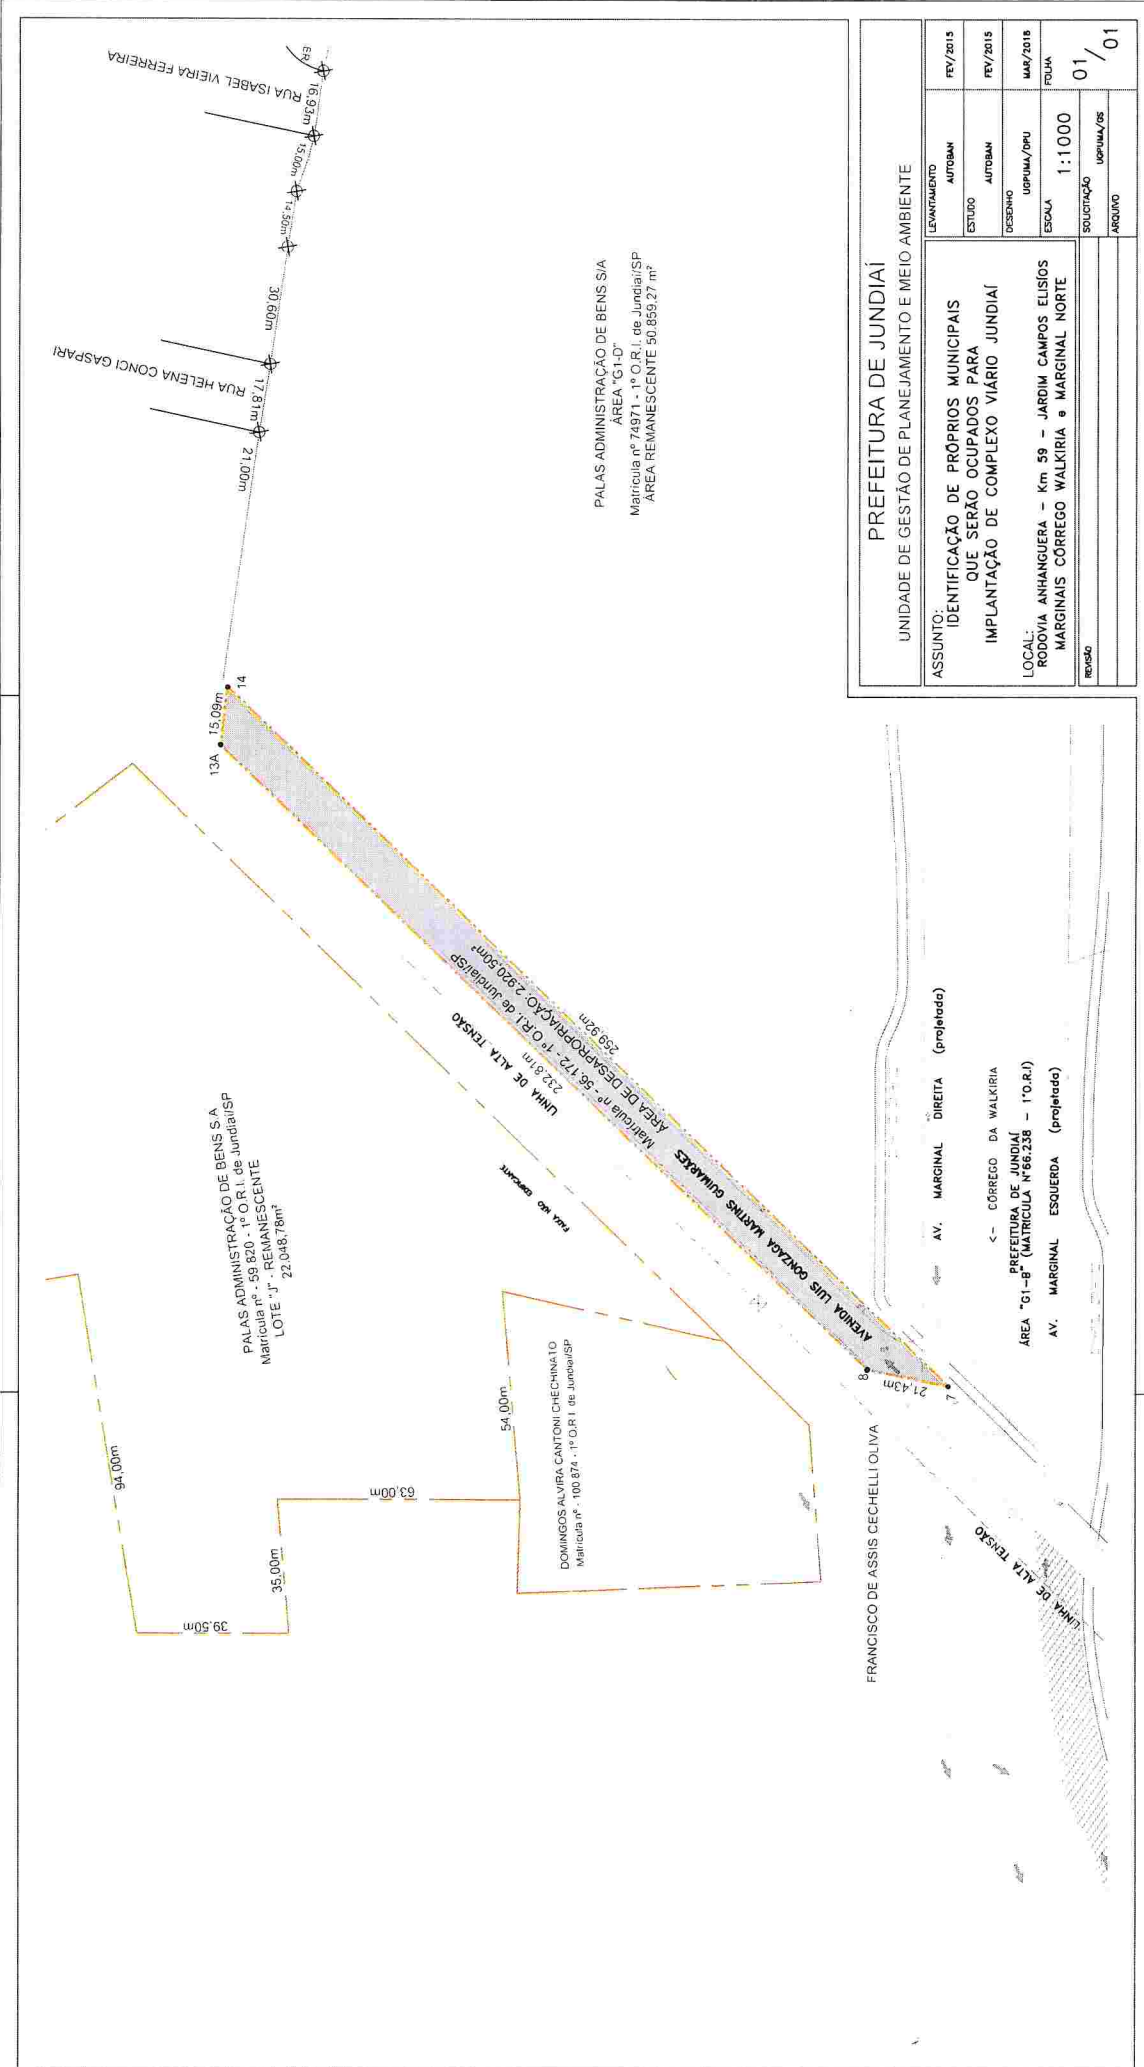 RUA ISABEL VIEIRA FERREIRA
ER
16,93m
15,00m
14,50m
30,60m
RUA HELENA CONCI GASPARI
17,81m
21,00m
PALAS ADMINISTRAÇÃO DE BENS S/A
ÁREA "G1-D"
Matrícula nº 74971 - 1º O.R.I. de Jundiaí/SP
ÁREA REMANESCENTE 50.859,27 m²
13A
15,09m
14
PALAS ADMINISTRAÇÃO DE BENS S.A
Matrícula nº - 59.820 - 1º O.R.I. de Jundiaí/SP
LOTE "J" - REMANESCENTE
22.048,78m²
94,00m
39,50m
35,00m
63,00m
54,00m
DOMINGOS ALVIRA CANTONI CHECHINATO
Matrícula nº - 100.874 - 1º O.R.I. de Jundiaí/SP
FAIXA NÃO EDIFICANTE
LINHA DE ALTA TENSÃO
232,81m
Matrícula nº - 56.172 - 1º O.R.I. de Jundiaí/SP
ÁREA DE DESAPROPRIAÇÃO: 2.920,50m²
259,92m
AVENIDA LUIS GONZAGA MARTINS GUIMARÃES
8
21,43m
7
FRANCISCO DE ASSIS CECHELLI OLIVA
LINHA DE ALTA TENSÃO
AV. MARGINAL DIREITA (projetada)
<- CÓRREGO DA WALKIRIA
PREFEITURA DE JUNDIAÍ
ÁREA "G1-B" (MATRICULA Nº66.238 - 1ºO.R.I)
AV. MARGINAL ESQUERDA (projetada)
PREFEITURA DE JUNDIAÍ
UNIDADE DE GESTÃO DE PLANEJAMENTO E MEIO AMBIENTE
ASSUNTO:
IDENTIFICAÇÃO DE PRÓPRIOS MUNICIPAIS
QUE SERÃO OCUPADOS PARA
IMPLANTAÇÃO DE COMPLEXO VIÁRIO JUNDIAÍ
LOCAL:
RODOVIA ANHANGUERA - Km 59 - JARDIM CAMPOS ELISÍOS
MARGINAIS CÓRREGO WALKIRIA e MARGINAL NORTE
REVISÃO
LEVANTAMENTO
AUTOBAN
FEV/2015
ESTUDO
AUTOBAN
FEV/2015
DESENHO
UGPUMA/DPU
MAR/2018
ESCALA
1:1000
FOLHA
01/01
SOLICITAÇÃO
UGPUMA/GS
ARQUIVO